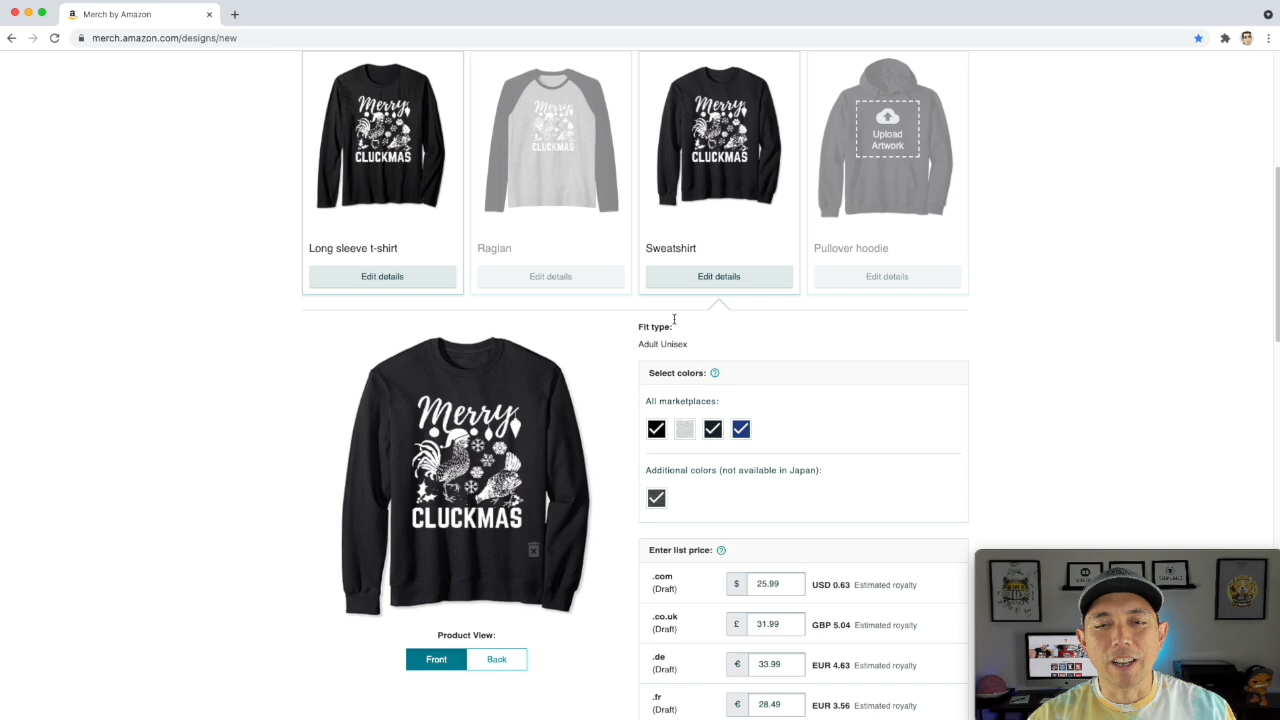 Merch by Amazon
merch.amazon.com/designs/new
Merry
CLUCKMAS
Merry
CLUCKMAS
Merry
CLUCKMAS
Upload
Artwork
Long sleeve t-shirt
Raglan
Sweatshirt
Pullover hoodie
Edit details
Edit details
Edit details
Edit details
Fit type:
Adult Unisex
Select colors:
All marketplaces:
Additional colors (not available in Japan):
Merry
CLUCKMAS
Product View:
Front
Back
Enter list price:
.com
(Draft)
$ 25.99 USD 0.63 Estimated royalty
.co.uk
(Draft)
£ 31.99 GBP 5.04 Estimated royalty
.de
(Draft)
€ 33.99 EUR 4.63 Estimated royalty
.fr
(Draft)
€ 28.49 EUR 3.56 Estimated royalty